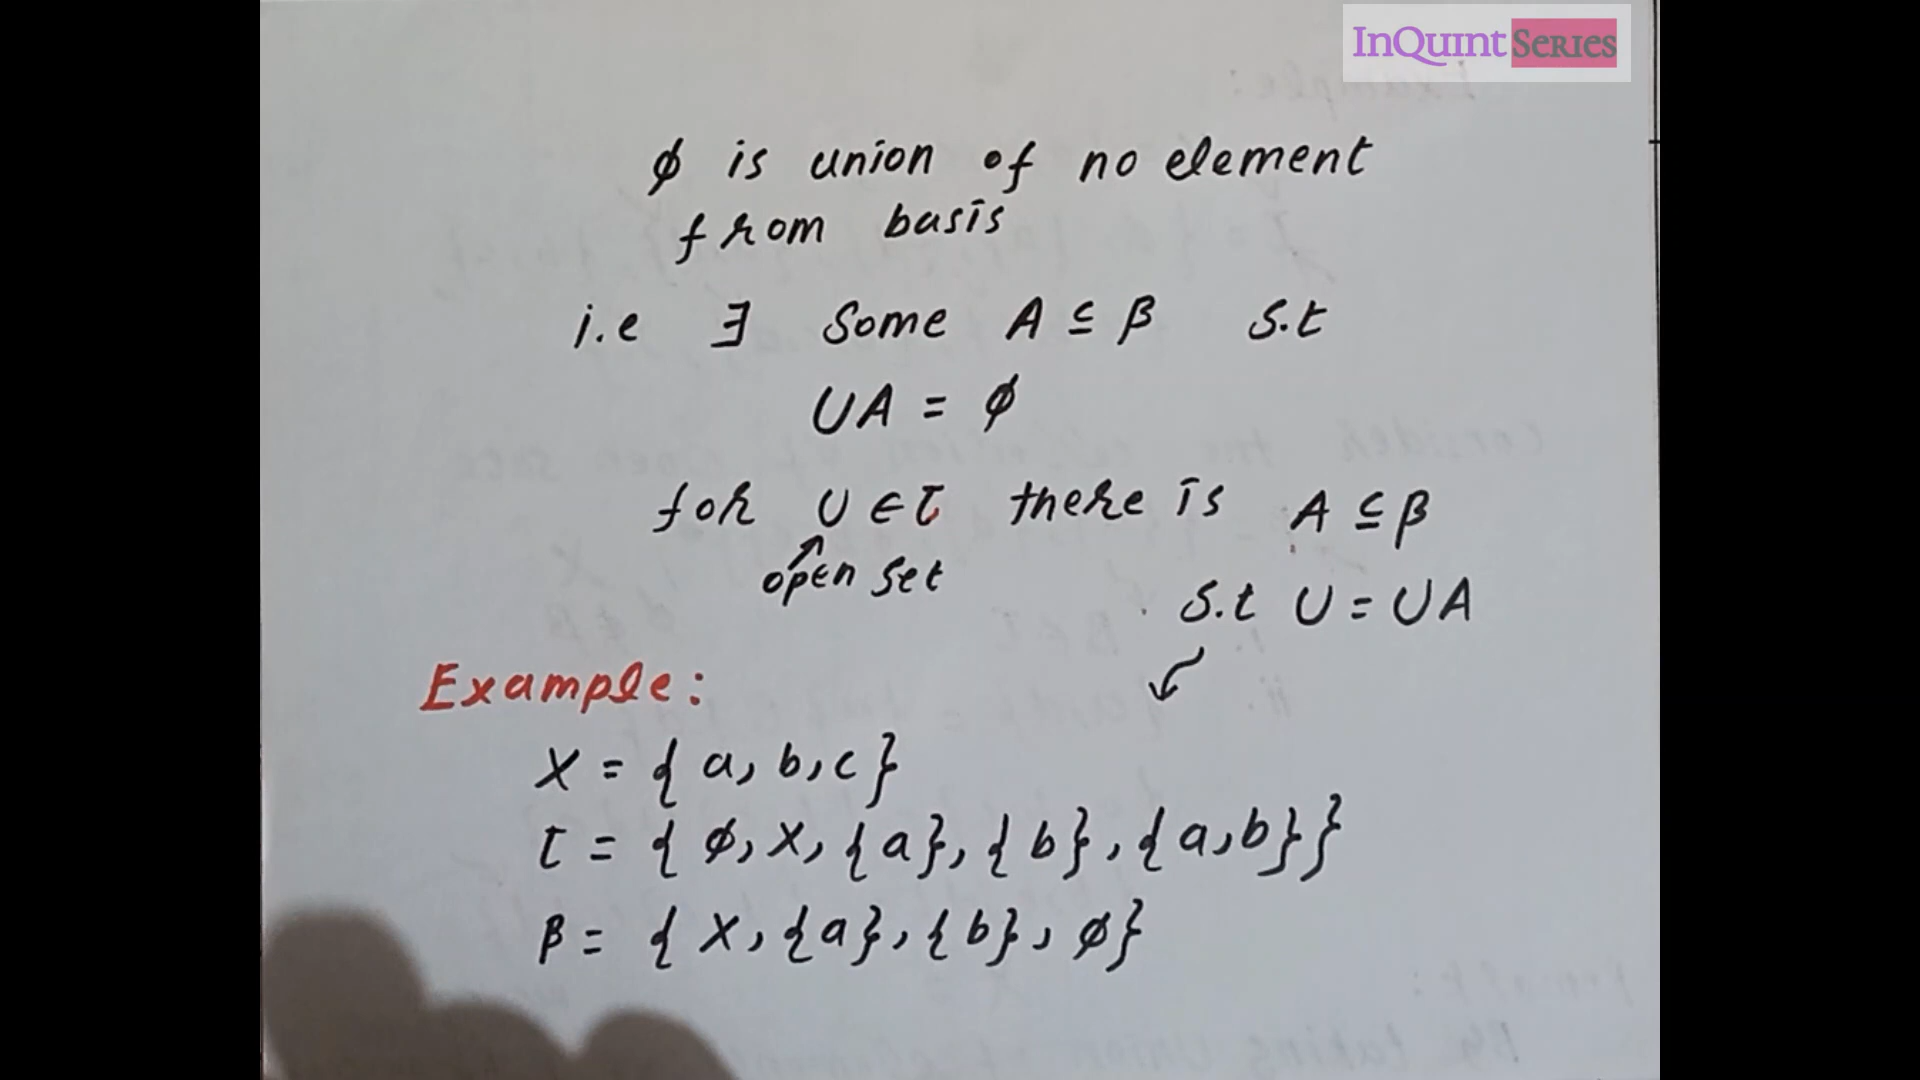 InQuint Series
φ is union of no element
from basis
i.e ∃ some A ⊆ β s.t
∪A = φ
for U ∈ τ there is A ⊆ β
open set
s.t U = ∪A
Example:
X = {a, b, c}
τ = {φ, X, {a}, {b}, {a, b}}
β = {X, {a}, {b}, φ}